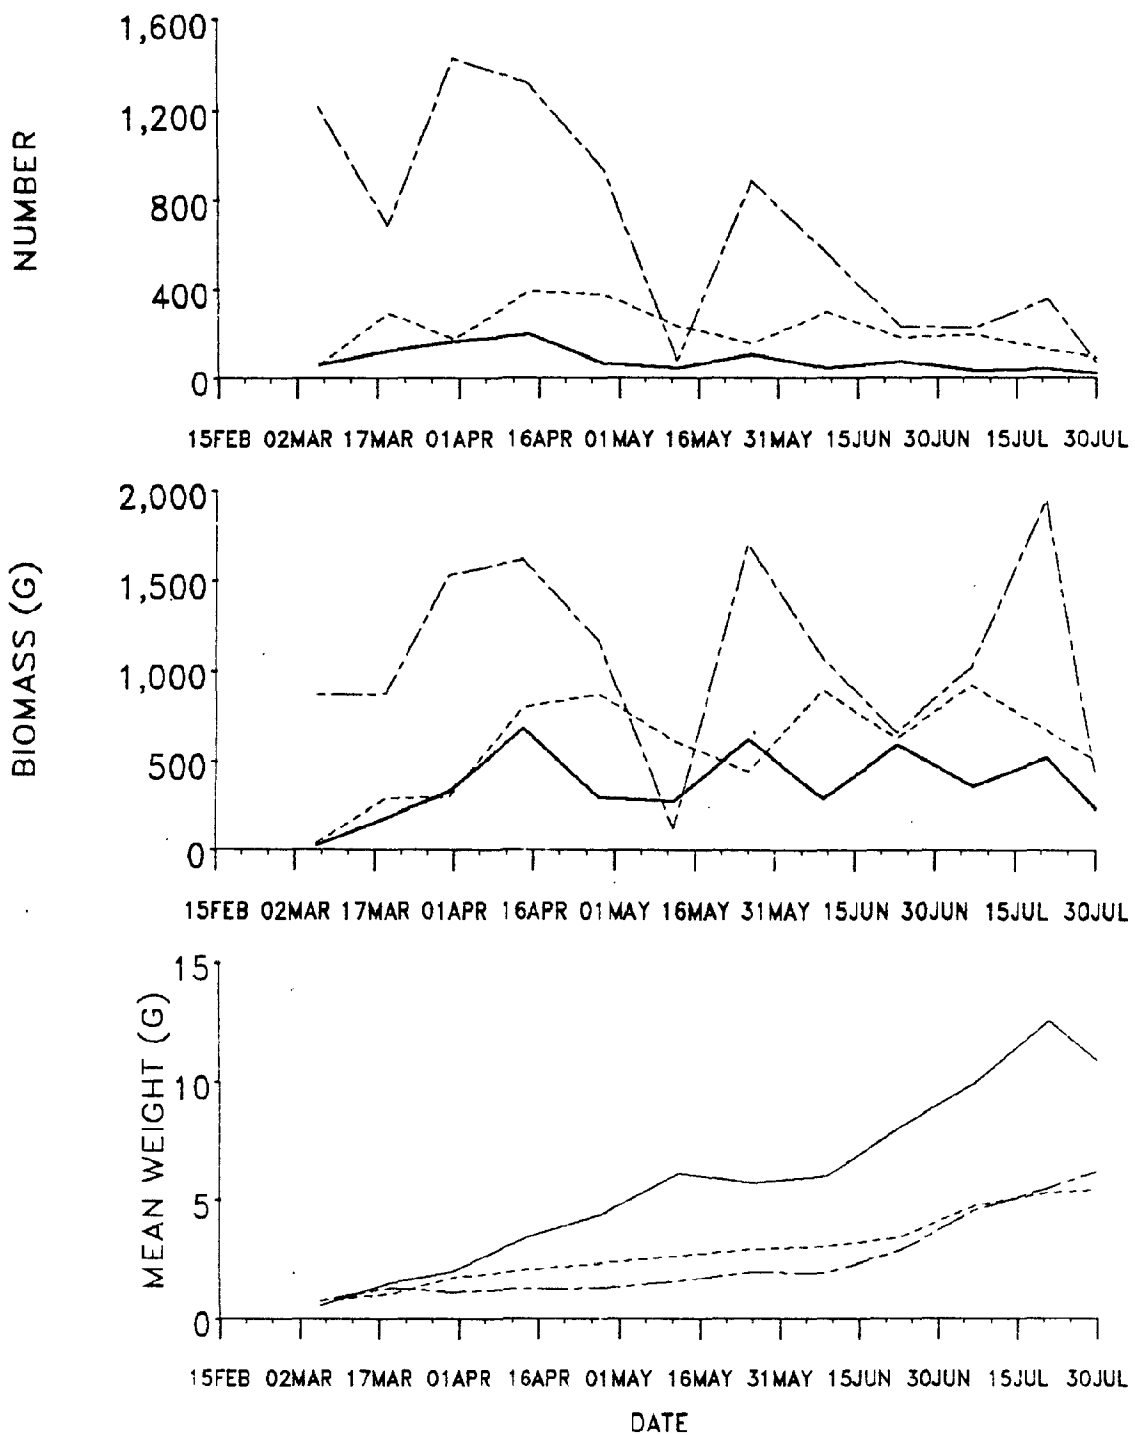 NUMBER
1,600
1,200
800
400
0
15FEB 02MAR 17MAR 01APR 16APR 01MAY 16MAY 31MAY 15JUN 30JUN 15JUL 30JUL
BIOMASS (G)
2,000
1,500
1,000
500
0
15FEB 02MAR 17MAR 01APR 16APR 01MAY 16MAY 31MAY 15JUN 30JUN 15JUL 30JUL
MEAN WEIGHT (G)
15
10
5
0
15FEB 02MAR 17MAR 01APR 16APR 01MAY 16MAY 31MAY 15JUN 30JUN 15JUL 30JUL
DATE